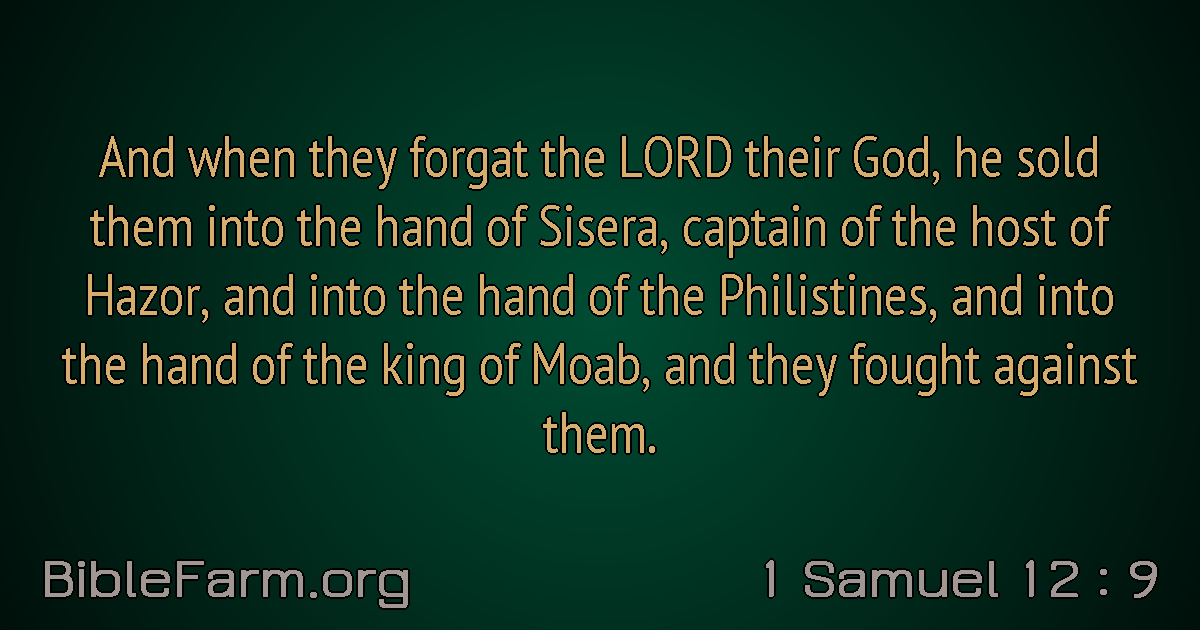 And when they forgat the LORD their God, he sold
them into the hand of Sisera, captain of the host of
Hazor, and into the hand of the Philistines, and into
the hand of the king of Moab, and they fought against
them.
BibleFarm.org
1 Samuel 12 : 9